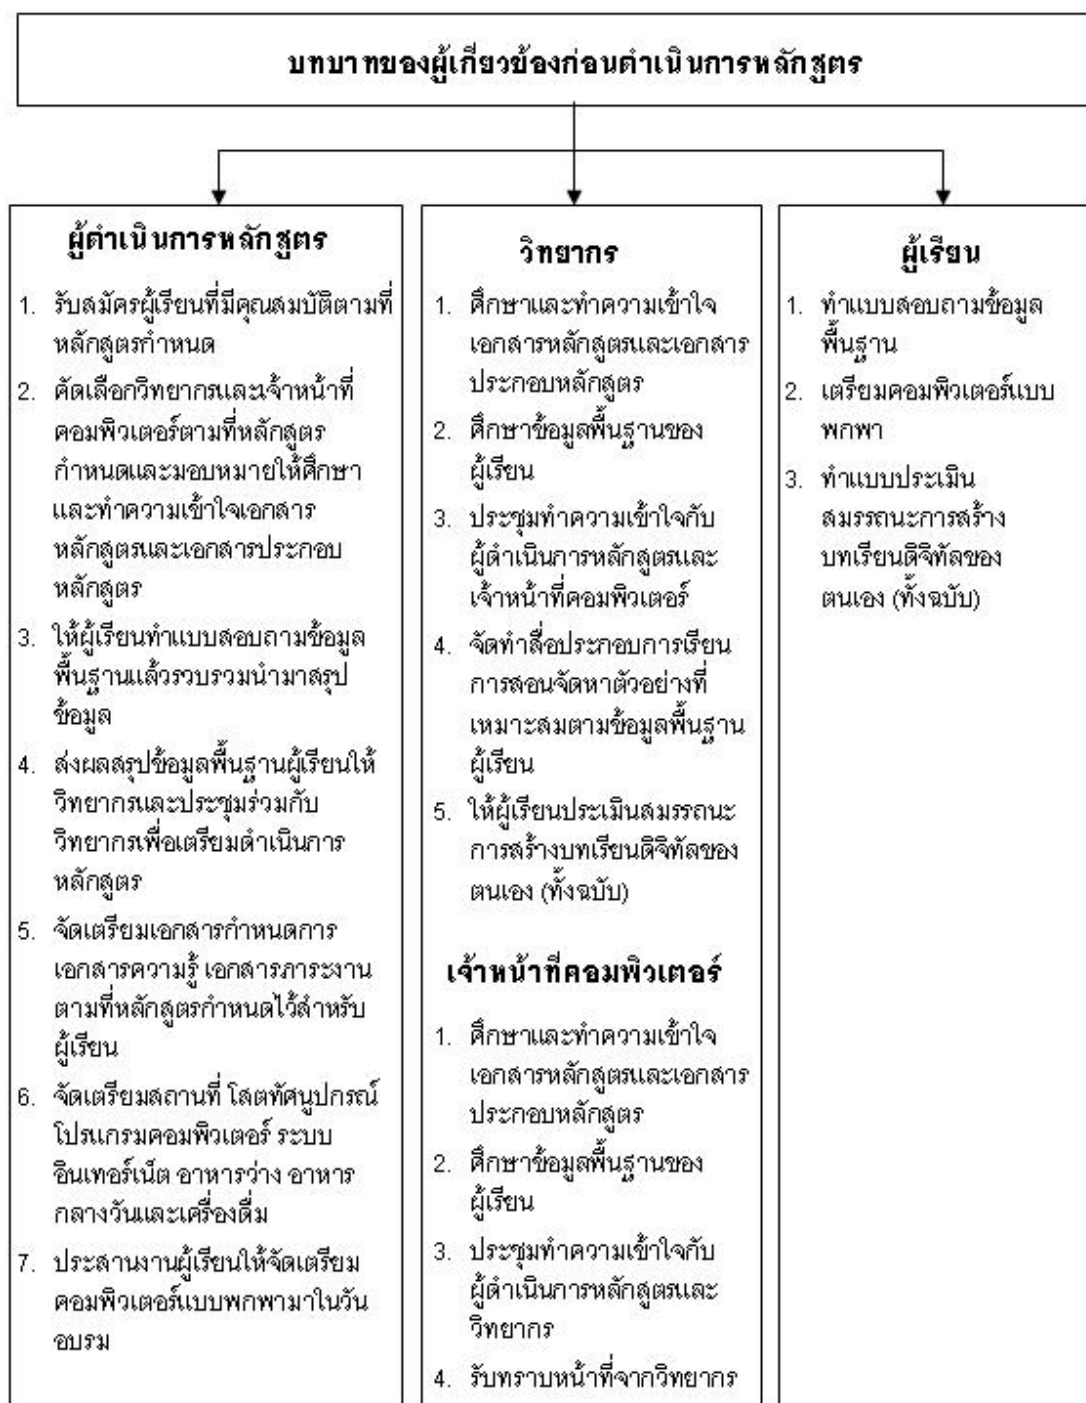 บทบาทของผู้เกี่ยวข้องก่อนดำเนินการหลักสูตร
ผู้ดำเนินการหลักสูตร
1. รับสมัครผู้เรียนที่มีคุณสมบัติตามที่
หลักสูตรกำหนด
2. คัดเลือกวิทยากรและเจ้าหน้าที่
คอมพิวเตอร์ตามที่หลักสูตร
กำหนดและมอบหมายให้ศึกษา
และทำความเข้าใจเอกสาร
หลักสูตรและเอกสารประกอบ
หลักสูตร
3. ให้ผู้เรียนทำแบบสอบถามข้อมูล
พื้นฐานแล้วรวบรวมนำมาสรุป
ข้อมูล
4. ส่งผลสรุปข้อมูลพื้นฐานผู้เรียนให้
วิทยากรและประชุมร่วมกับ
วิทยากรเพื่อเตรียมดำเนินการ
หลักสูตร
5. จัดเตรียมเอกสารกำหนดการ
เอกสารความรู้ เอกสารภาระงาน
ตามที่หลักสูตรกำหนดไว้สำหรับ
ผู้เรียน
6. จัดเตรียมสถานที่ โสตทัศนูปกรณ์
โปรแกรมคอมพิวเตอร์ ระบบ
อินเทอร์เน็ต อาหารว่าง อาหาร
กลางวันและเครื่องดื่ม
7. ประสานงานผู้เรียนให้จัดเตรียม
คอมพิวเตอร์แบบพกพามาในวัน
อบรม
วิทยากร
1. ศึกษาและทำความเข้าใจ
เอกสารหลักสูตรและเอกสาร
ประกอบหลักสูตร
2. ศึกษาข้อมูลพื้นฐานของ
ผู้เรียน
3. ประชุมทำความเข้าใจกับ
ผู้ดำเนินการหลักสูตรและ
เจ้าหน้าที่คอมพิวเตอร์
4. จัดทำสื่อประกอบการเรียน
การสอนจัดหาตัวอย่างที่
เหมาะสมตามข้อมูลพื้นฐาน
ผู้เรียน
5. ให้ผู้เรียนประเมินสมรรถนะ
การสร้างบทเรียนดิจิทัลของ
ตนเอง (ทั้งฉบับ)
เจ้าหน้าที่คอมพิวเตอร์
1. ศึกษาและทำความเข้าใจ
เอกสารหลักสูตรและเอกสาร
ประกอบหลักสูตร
2. ศึกษาข้อมูลพื้นฐานของ
ผู้เรียน
3. ประชุมทำความเข้าใจกับ
ผู้ดำเนินการหลักสูตรและ
วิทยากร
4. รับทราบหน้าที่จากวิทยากร
ผู้เรียน
1. ทำแบบสอบถามข้อมูล
พื้นฐาน
2. เตรียมคอมพิวเตอร์แบบ
พกพา
3. ทำแบบประเมิน
สมรรถนะการสร้าง
บทเรียนดิจิทัลของ
ตนเอง (ทั้งฉบับ)